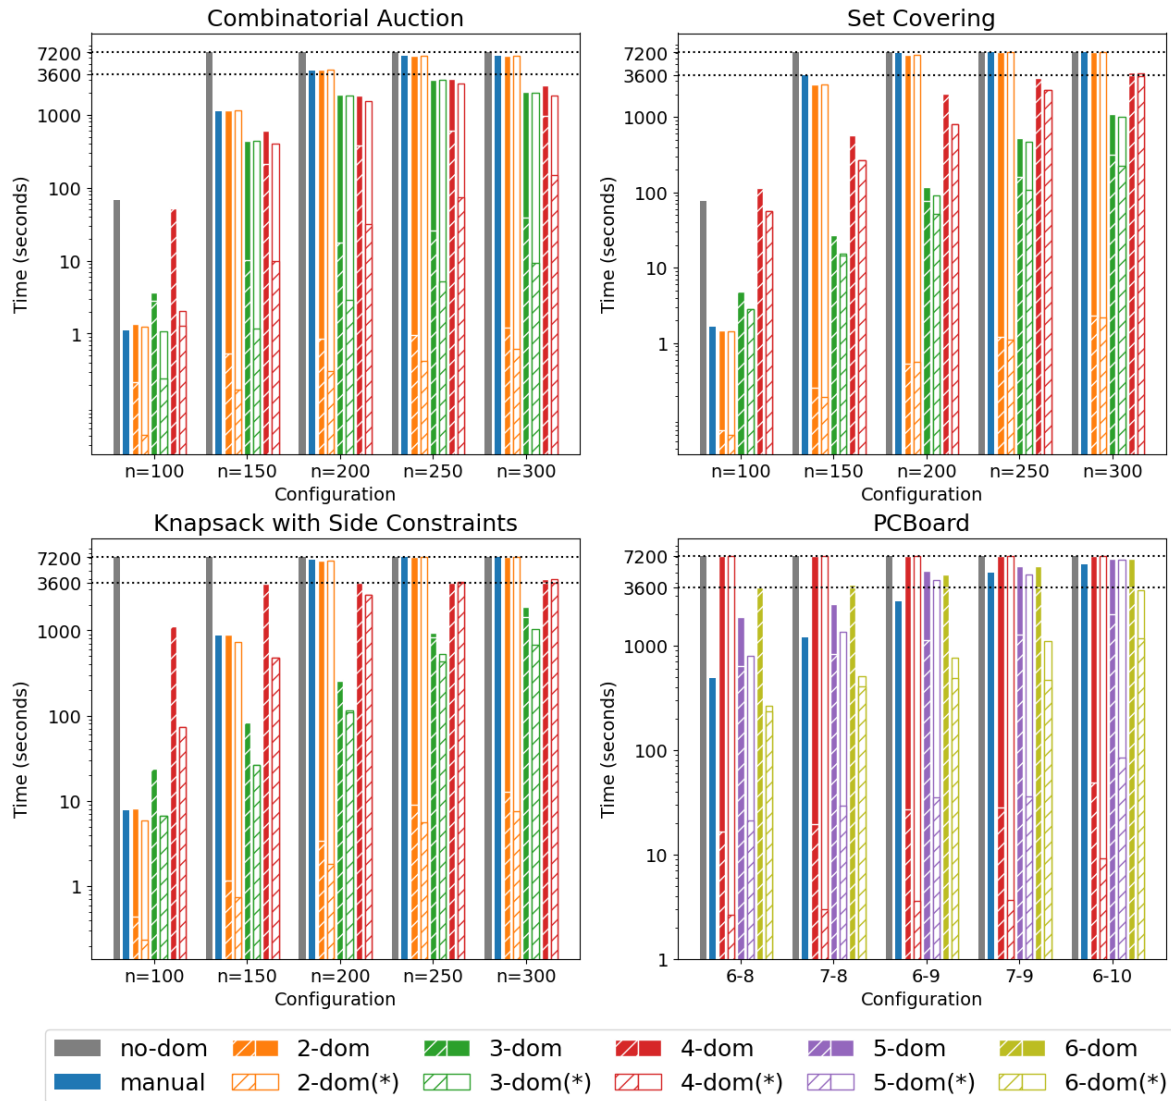 Combinatorial Auction
7200
3600
1000
100
10
1
Time (seconds)
n=100 n=150 n=200 n=250 n=300
Configuration
Set Covering
7200
3600
1000
100
10
1
Time (seconds)
n=100 n=150 n=200 n=250 n=300
Configuration
Knapsack with Side Constraints
7200
3600
1000
100
10
1
Time (seconds)
n=100 n=150 n=200 n=250 n=300
Configuration
PCBoard
7200
3600
1000
100
10
1
Time (seconds)
6-8 7-8 6-9 7-9 6-10
Configuration
no-dom 2-dom 3-dom 4-dom 5-dom 6-dom
manual 2-dom(*) 3-dom(*) 4-dom(*) 5-dom(*) 6-dom(*)